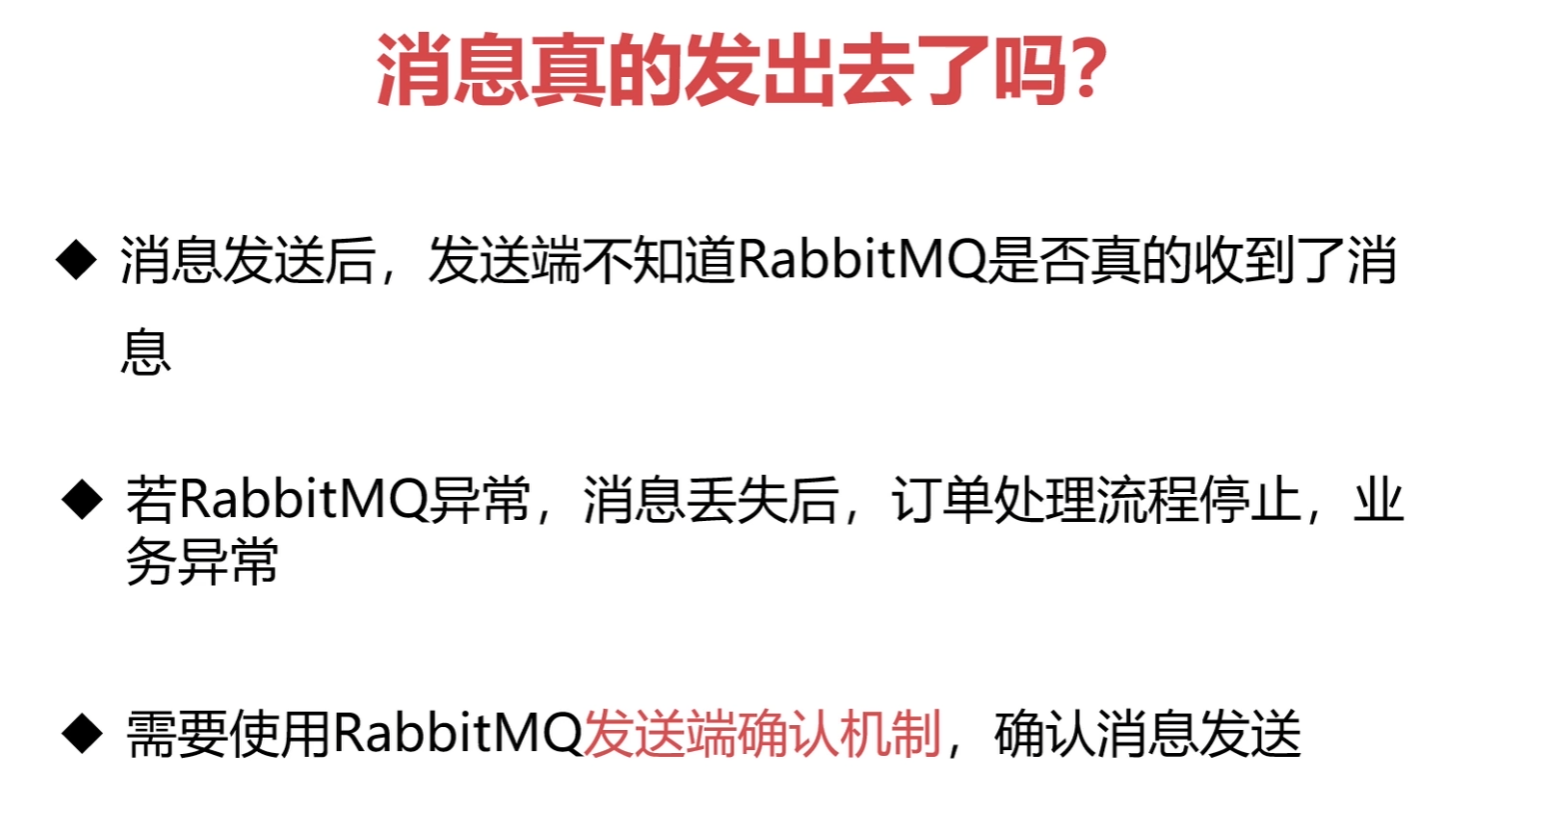 消息真的发出去了吗？
◆ 消息发送后，发送端不知道RabbitMQ是否真的收到了消
息
◆ 若RabbitMQ异常，消息丢失后，订单处理流程停止，业
务异常
◆ 需要使用RabbitMQ发送端确认机制，确认消息发送